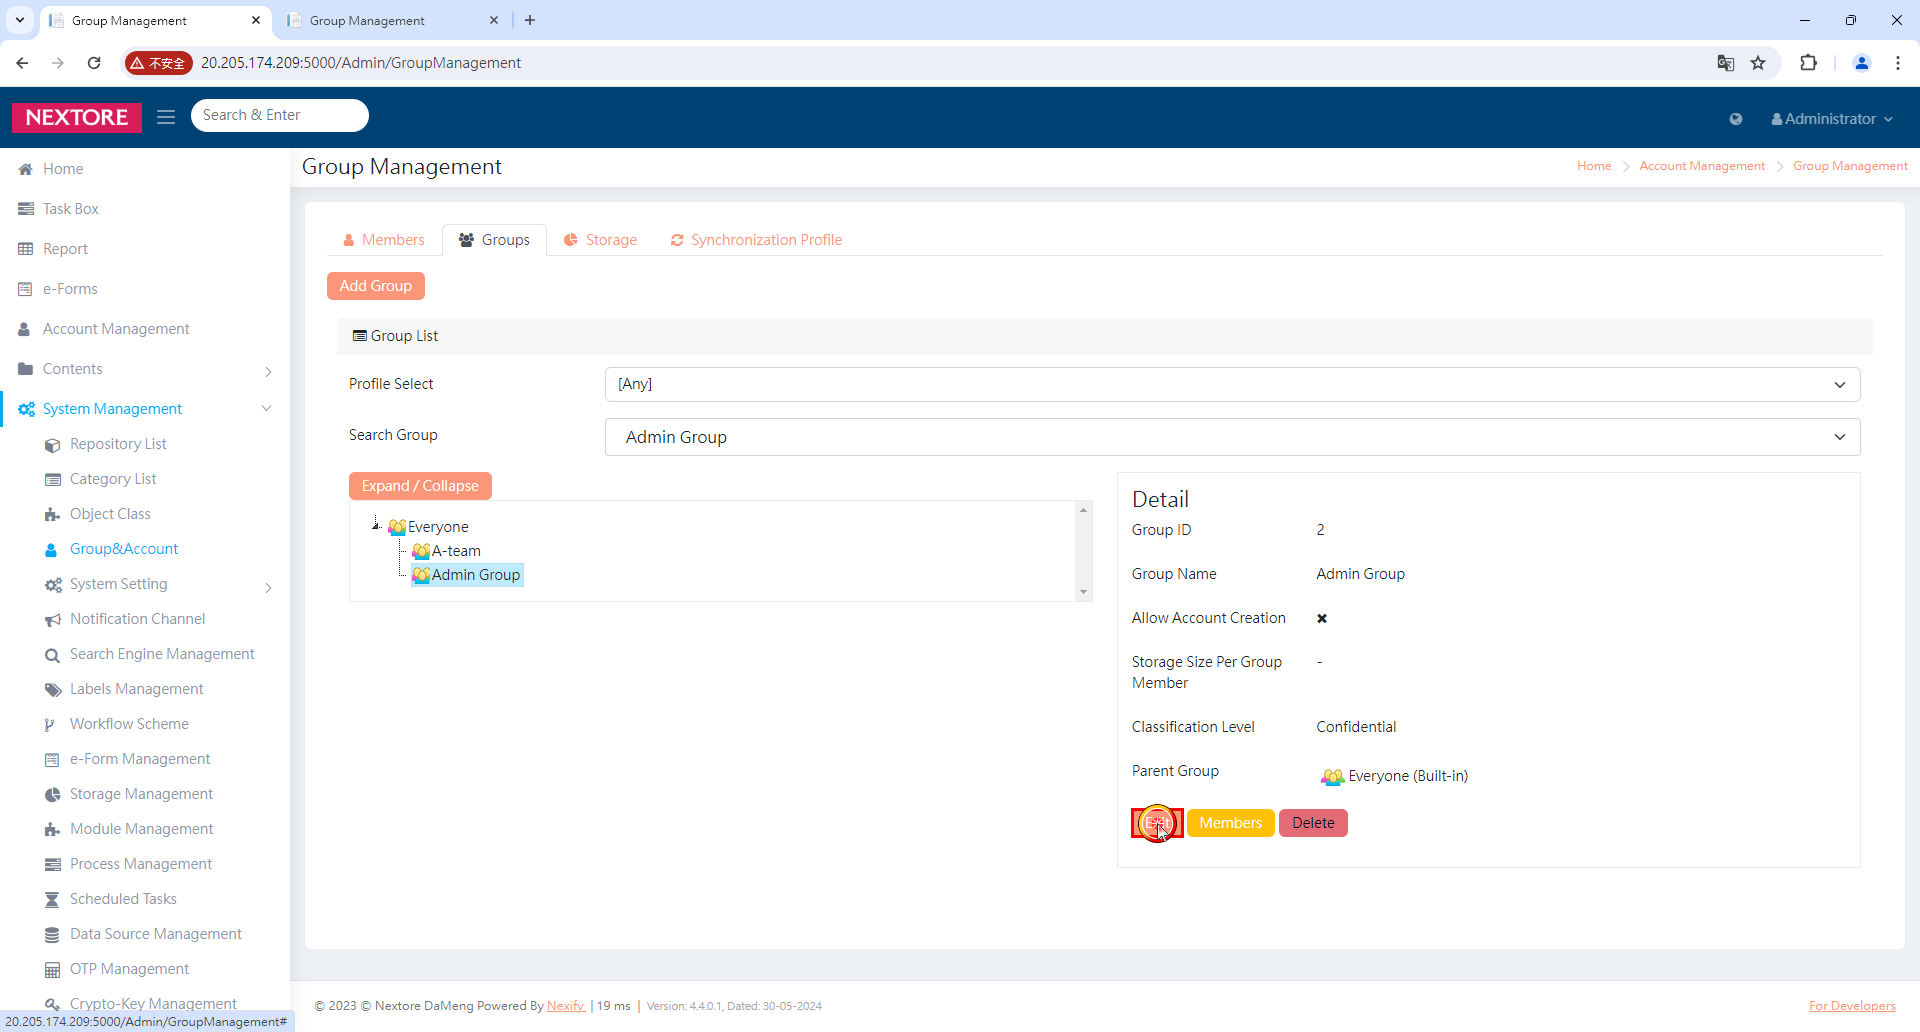 Group Management
Group Management
不安全
20.205.174.209:5000/Admin/GroupManagement
NEXTORE
Search & Enter
Administrator
Home
Task Box
Report
e-Forms
Account Management
Contents
System Management
Repository List
Category List
Object Class
Group&Account
System Setting
Notification Channel
Search Engine Management
Labels Management
Workflow Scheme
e-Form Management
Storage Management
Module Management
Process Management
Scheduled Tasks
Data Source Management
OTP Management
Crypto-Key Management
20.205.174.209:5000/Admin/GroupManagement#
Group Management
Home Account Management Group Management
Members Groups Storage Synchronization Profile
Add Group
Group List
Profile Select [Any]
Search Group Admin Group
Expand / Collapse
Everyone
A-team
Admin Group
Detail
Group ID 2
Group Name Admin Group
Allow Account Creation
Storage Size Per Group -
Member
Classification Level Confidential
Parent Group Everyone (Built-in)
Members Delete
© 2023 © Nextore DaMeng Powered By Nexify | 19 ms | Version: 4.4.0.1, Dated: 30-05-2024
For Developers